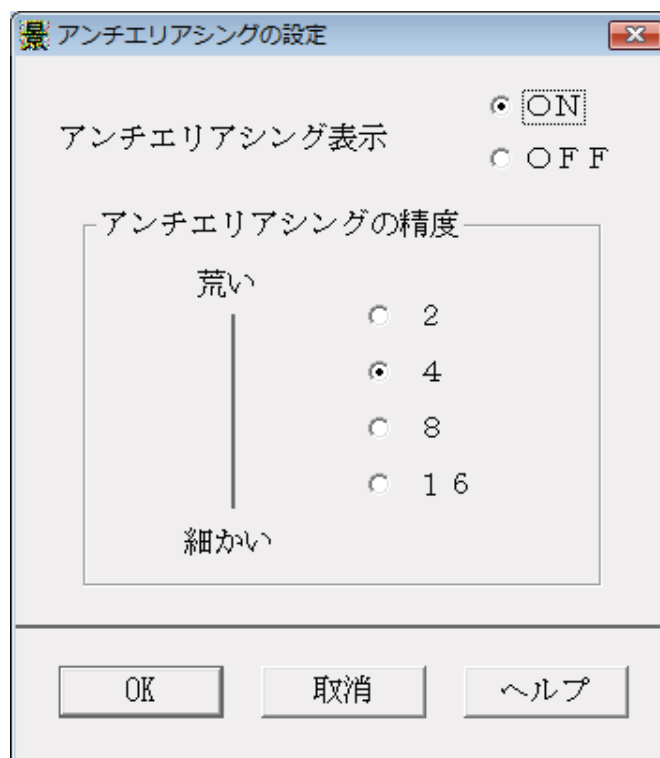 景 アンチエリアシングの設定
アンチエリアシング表示
ＯＮ
ＯＦＦ
アンチエリアシングの精度
荒い
２
４
８
１６
細かい
OK
取消
ヘルプ